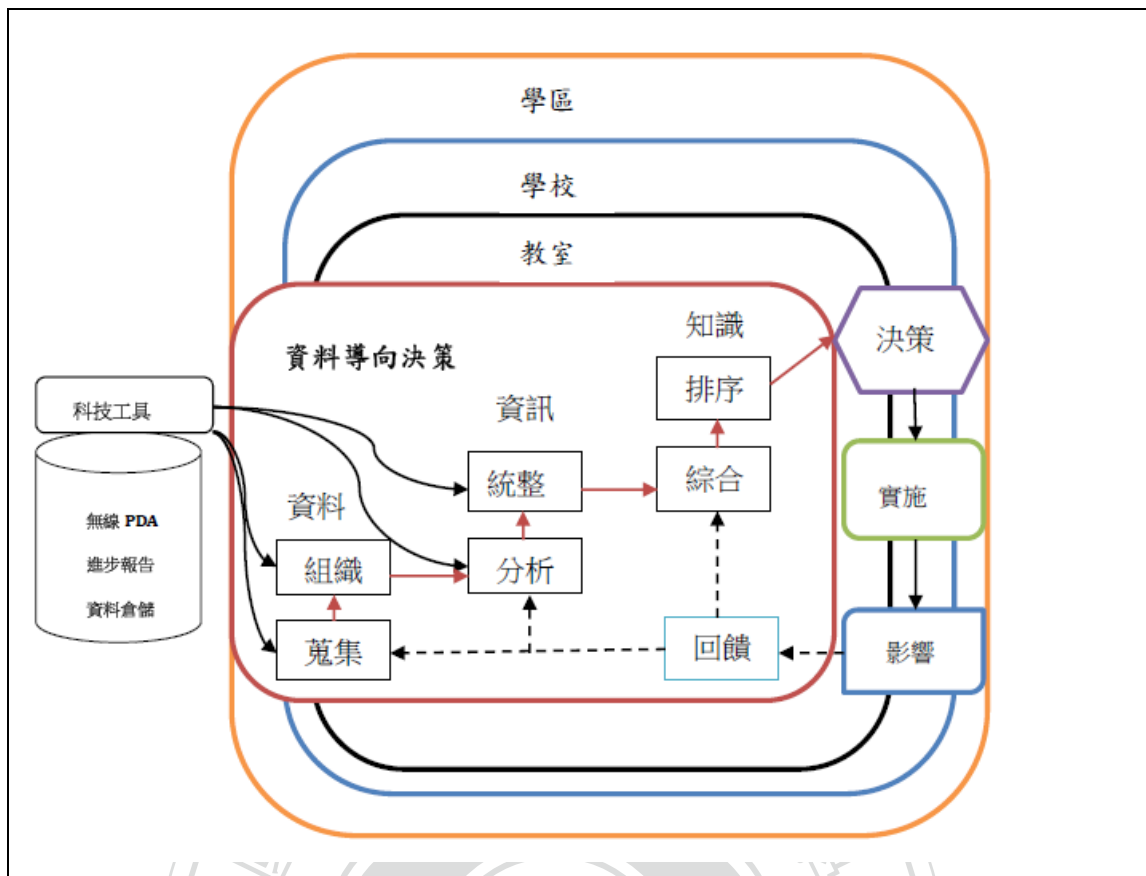 學區
學校
教室
知識
決策
資料導向決策
排序
科技工具
資訊
統整
綜合
實施
資料
無線 PDA
進步報告
組織
分析
資料倉儲
蒐集
回饋
影響